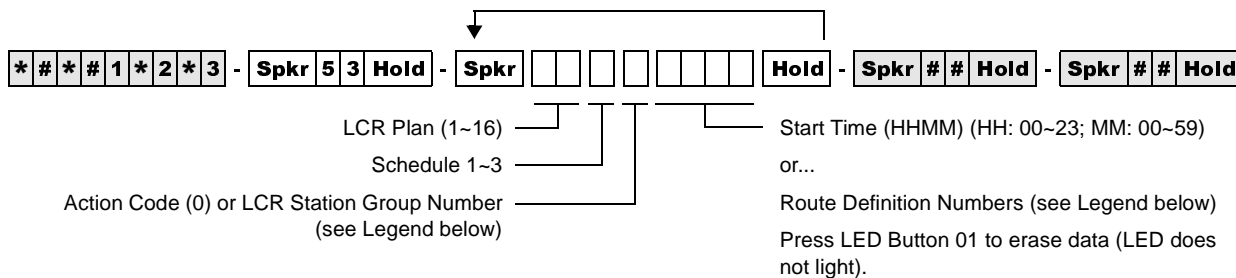 * # * # 1 * 2 * 3 - Spkr 5 3 Hold - Spkr Hold - Spkr # # Hold - Spkr # # Hold
LCR Plan (1~16)
Schedule 1~3
Action Code (0) or LCR Station Group Number
(see Legend below)
Start Time (HHMM) (HH: 00~23; MM: 00~59)
or...
Route Definition Numbers (see Legend below)
Press LED Button 01 to erase data (LED does
not light).